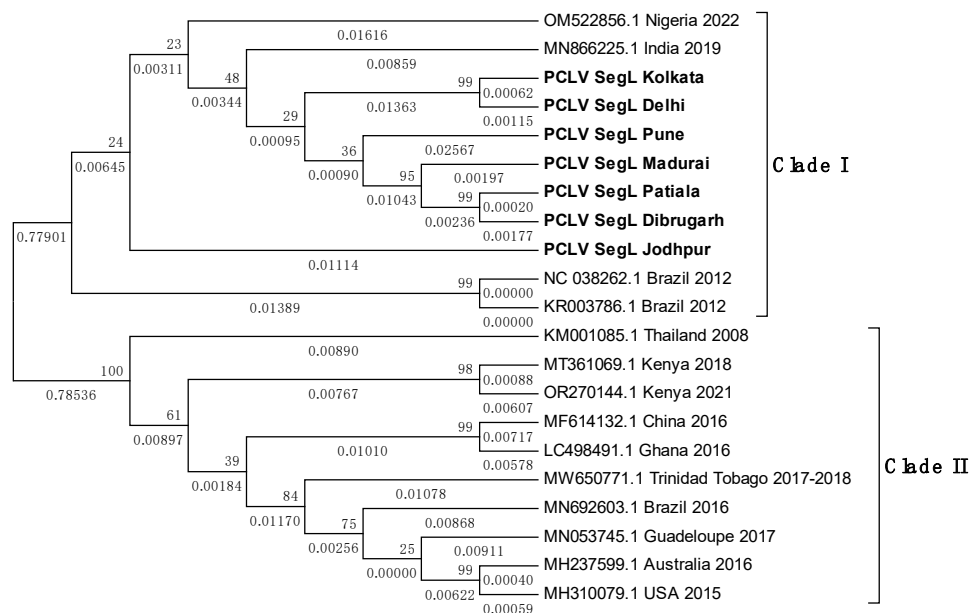 OM522856.1 Nigeria 2022
23
0.01616
0.00311
MN866225.1 India 2019
48
0.00859
0.00344
PCLV SegL Kolkata
99
0.00062
0.01363
PCLV SegL Delhi
29
0.00115
0.00095
PCLV SegL Pune
24
36
0.02567
0.00645
0.00090
PCLV SegL Madurai
95
0.00197
0.01043
PCLV SegL Patiala
99
0.00020
0.00236
PCLV SegL Dibrugarh
0.00177
Clade I
0.77901
PCLV SegL Jodhpur
0.01114
NC 038262.1 Brazil 2012
99
0.00000
0.01389
KR003786.1 Brazil 2012
0.00000
KM001085.1 Thailand 2008
100
0.00890
0.78536
MT361069.1 Kenya 2018
98
0.00088
0.00767
OR270144.1 Kenya 2021
61
0.00607
0.00897
MF614132.1 China 2016
99
0.00717
0.01010
LC498491.1 Ghana 2016
39
0.00578
0.00184
Clade II
MW650771.1 Trinidad Tobago 2017-2018
84
0.01078
0.01170
MN692603.1 Brazil 2016
75
0.00868
0.00256
MN053745.1 Guadeloupe 2017
25
0.00911
0.00000
MH237599.1 Australia 2016
99
0.00040
0.00622
MH310079.1 USA 2015
0.00059